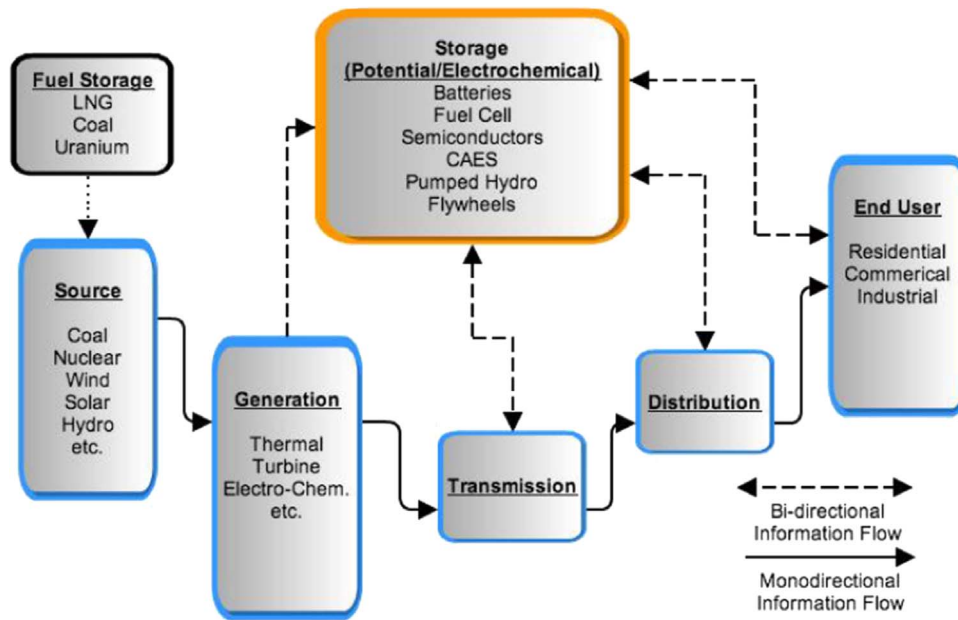 Fuel Storage
LNG
Coal
Uranium
Storage
(Potential/Electrochemical)
Batteries
Fuel Cell
Semiconductors
CAES
Pumped Hydro
Flywheels
Source
Coal
Nuclear
Wind
Solar
Hydro
etc.
Generation
Thermal
Turbine
Electro-Chem.
etc.
Transmission
Distribution
End User
Residential
Commerical
Industrial
Bi-directional
Information Flow
Monodirectional
Information Flow